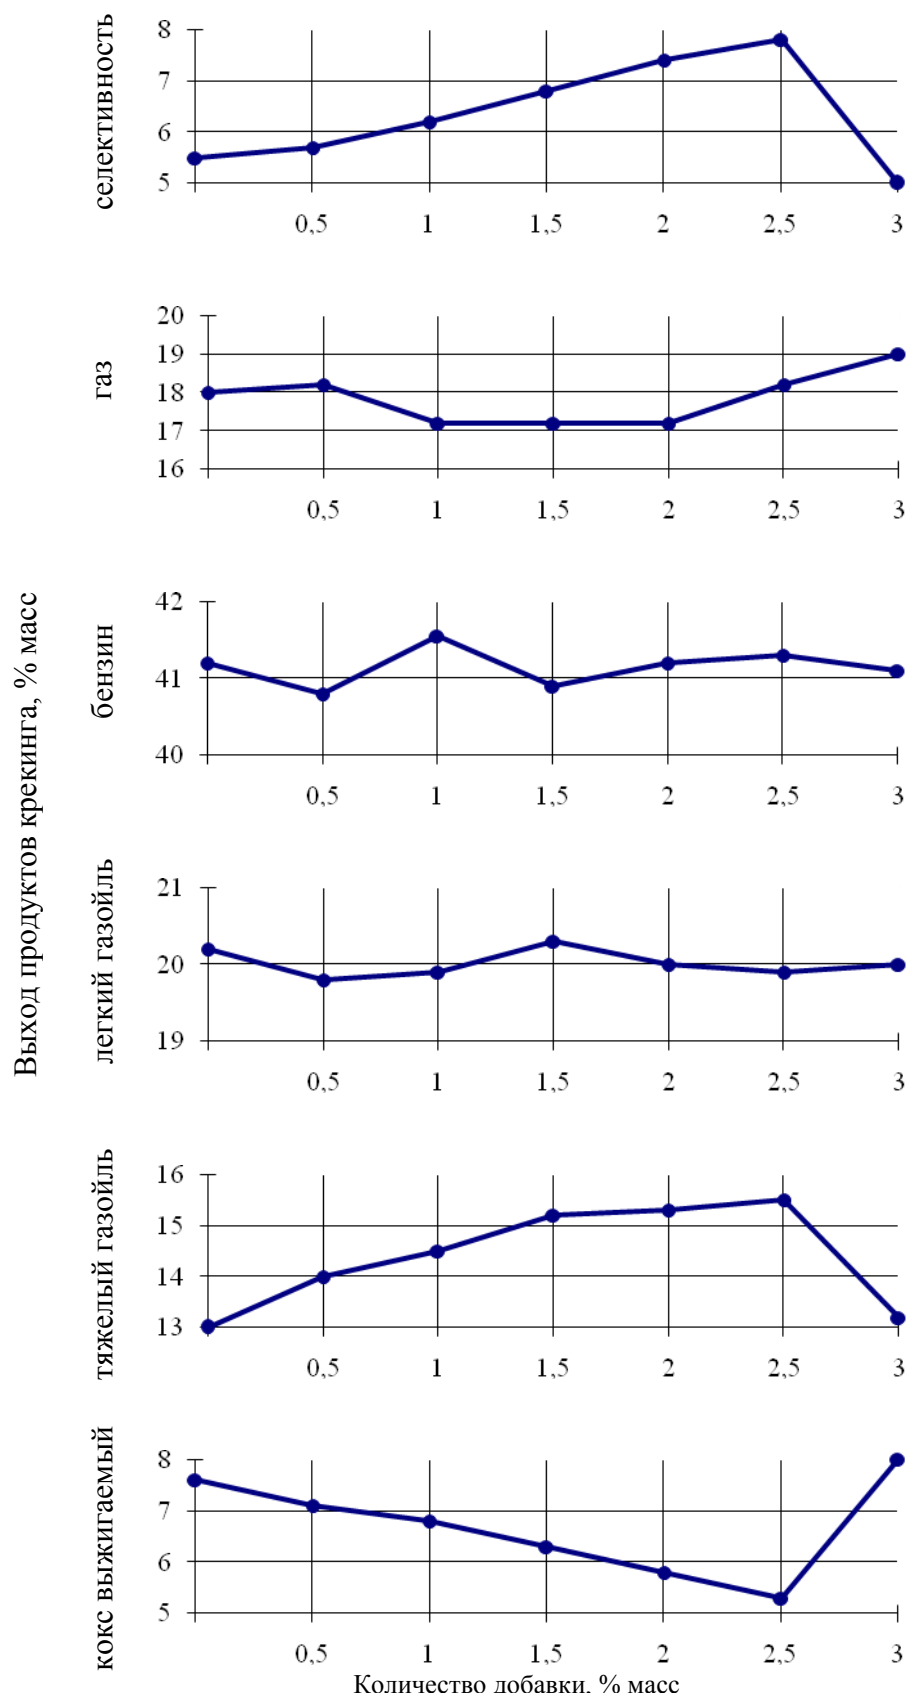 Выход продуктов крекинга, % масс
селективность
8
7
6
5
0,5 1 1,5 2 2,5 3
газ
20
19
18
17
16
0,5 1 1,5 2 2,5 3
бензин
42
41
40
0,5 1 1,5 2 2,5 3
легкий газойль
21
20
19
0,5 1 1,5 2 2,5 3
тяжелый газойль
16
15
14
13
0,5 1 1,5 2 2,5 3
кокс выжигаемый
8
7
6
5
0,5 1 1,5 2 2,5 3
Количество добавки, % масс